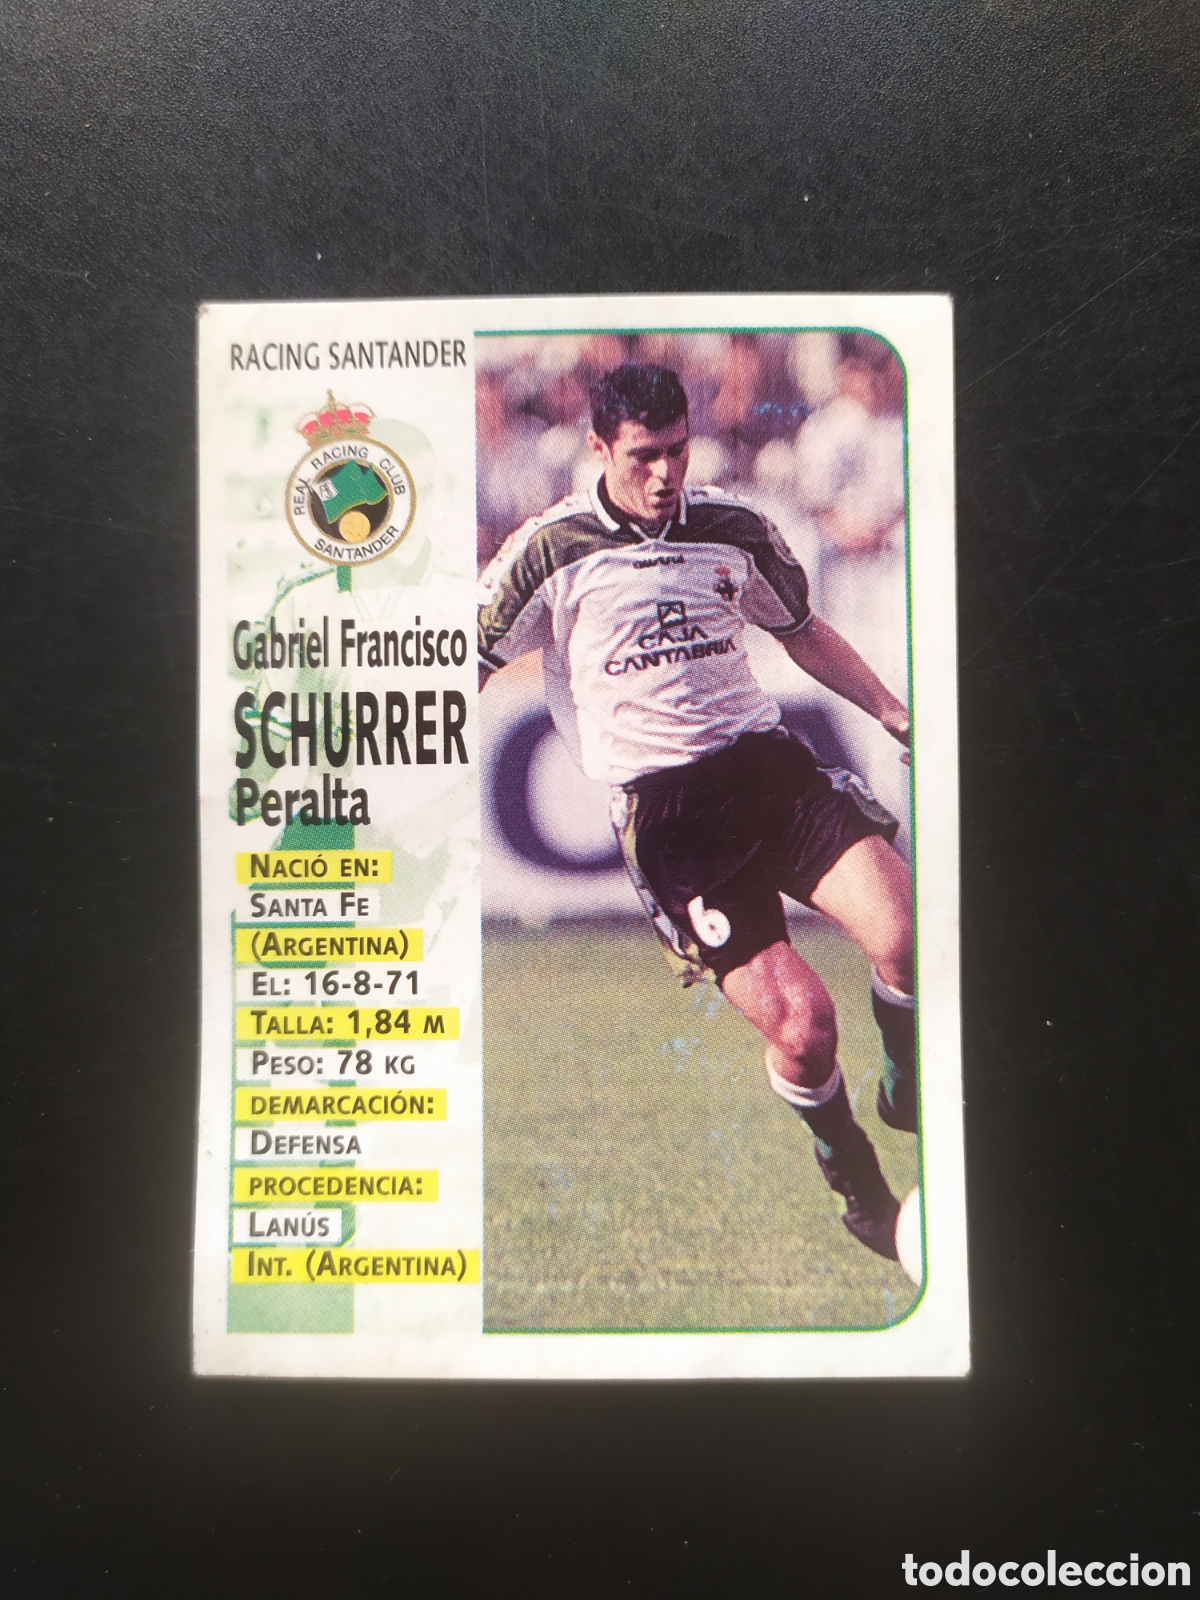 RACING SANTANDER
REAL RACING CLUB
SANTANDER
Gabriel Francisco
SCHURRER
Peralta
NACIÓ EN:
SANTA FE
(ARGENTINA)
EL: 16-8-71
TALLA: 1,84 M
PESO: 78 KG
DEMARCACIÓN:
DEFENSA
PROCEDENCIA:
LANÚS
INT. (ARGENTINA)
CAJA
CANTABRIA
6
todocoleccion